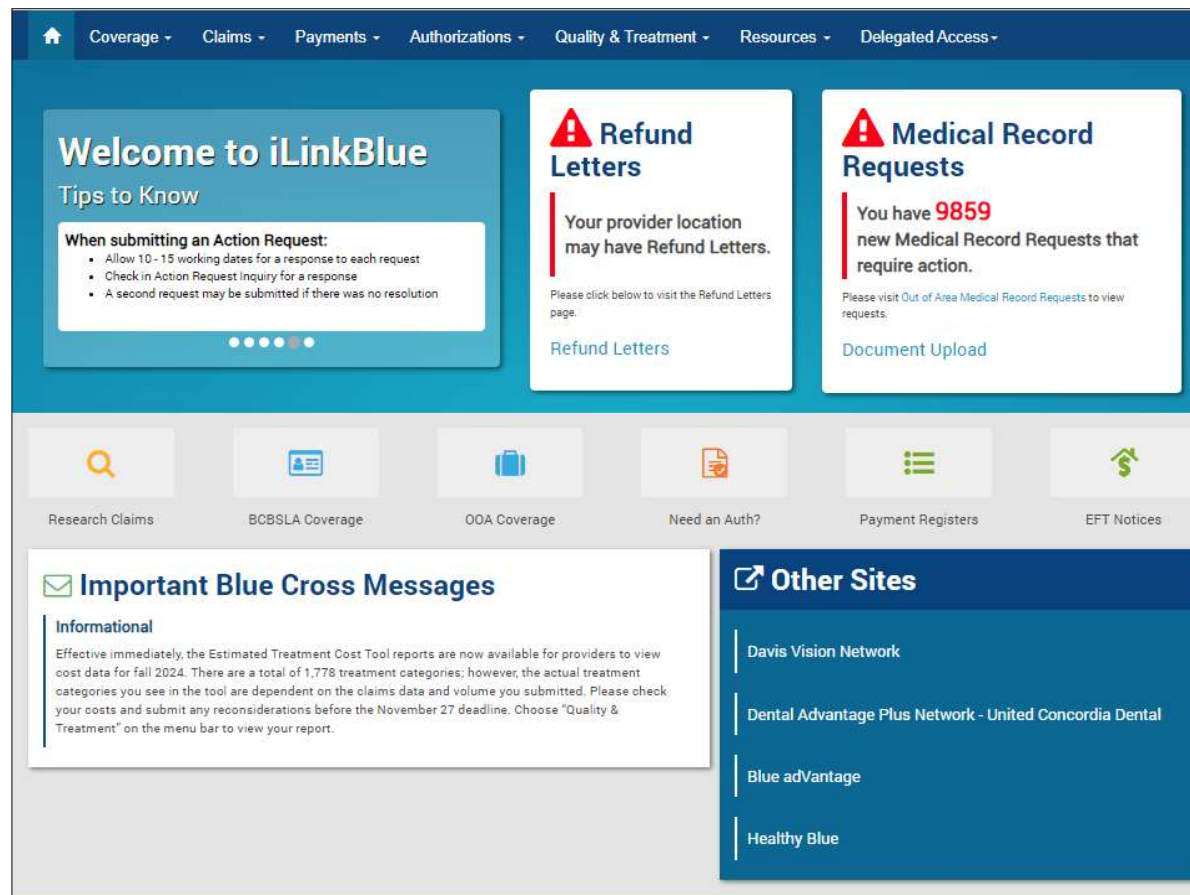 Coverage Claims Payments Authorizations Quality & Treatment Resources Delegated Access
Welcome to iLinkBlue
Tips to Know
When submitting an Action Request:
• Allow 10 - 15 working dates for a response to each request
• Check in Action Request Inquiry for a response
• A second request may be submitted if there was no resolution
Refund
Letters
Your provider location
may have Refund Letters.
Please click below to visit the Refund Letters
page.
Refund Letters
Medical Record
Requests
You have 9859
new Medical Record Requests that
require action.
Please visit Out of Area Medical Record Requests to view
requests.
Document Upload
Research Claims
BCBSLA Coverage
OOA Coverage
Need an Auth?
Payment Registers
EFT Notices
Important Blue Cross Messages
Informational
Effective immediately, the Estimated Treatment Cost Tool reports are now available for providers to view
cost data for fall 2024. There are a total of 1,778 treatment categories; however, the actual treatment
categories you see in the tool are dependent on the claims data and volume you submitted. Please check
your costs and submit any reconsiderations before the November 27 deadline. Choose "Quality &
Treatment" on the menu bar to view your report.
Other Sites
Davis Vision Network
Dental Advantage Plus Network - United Concordia Dental
Blue adVantage
Healthy Blue